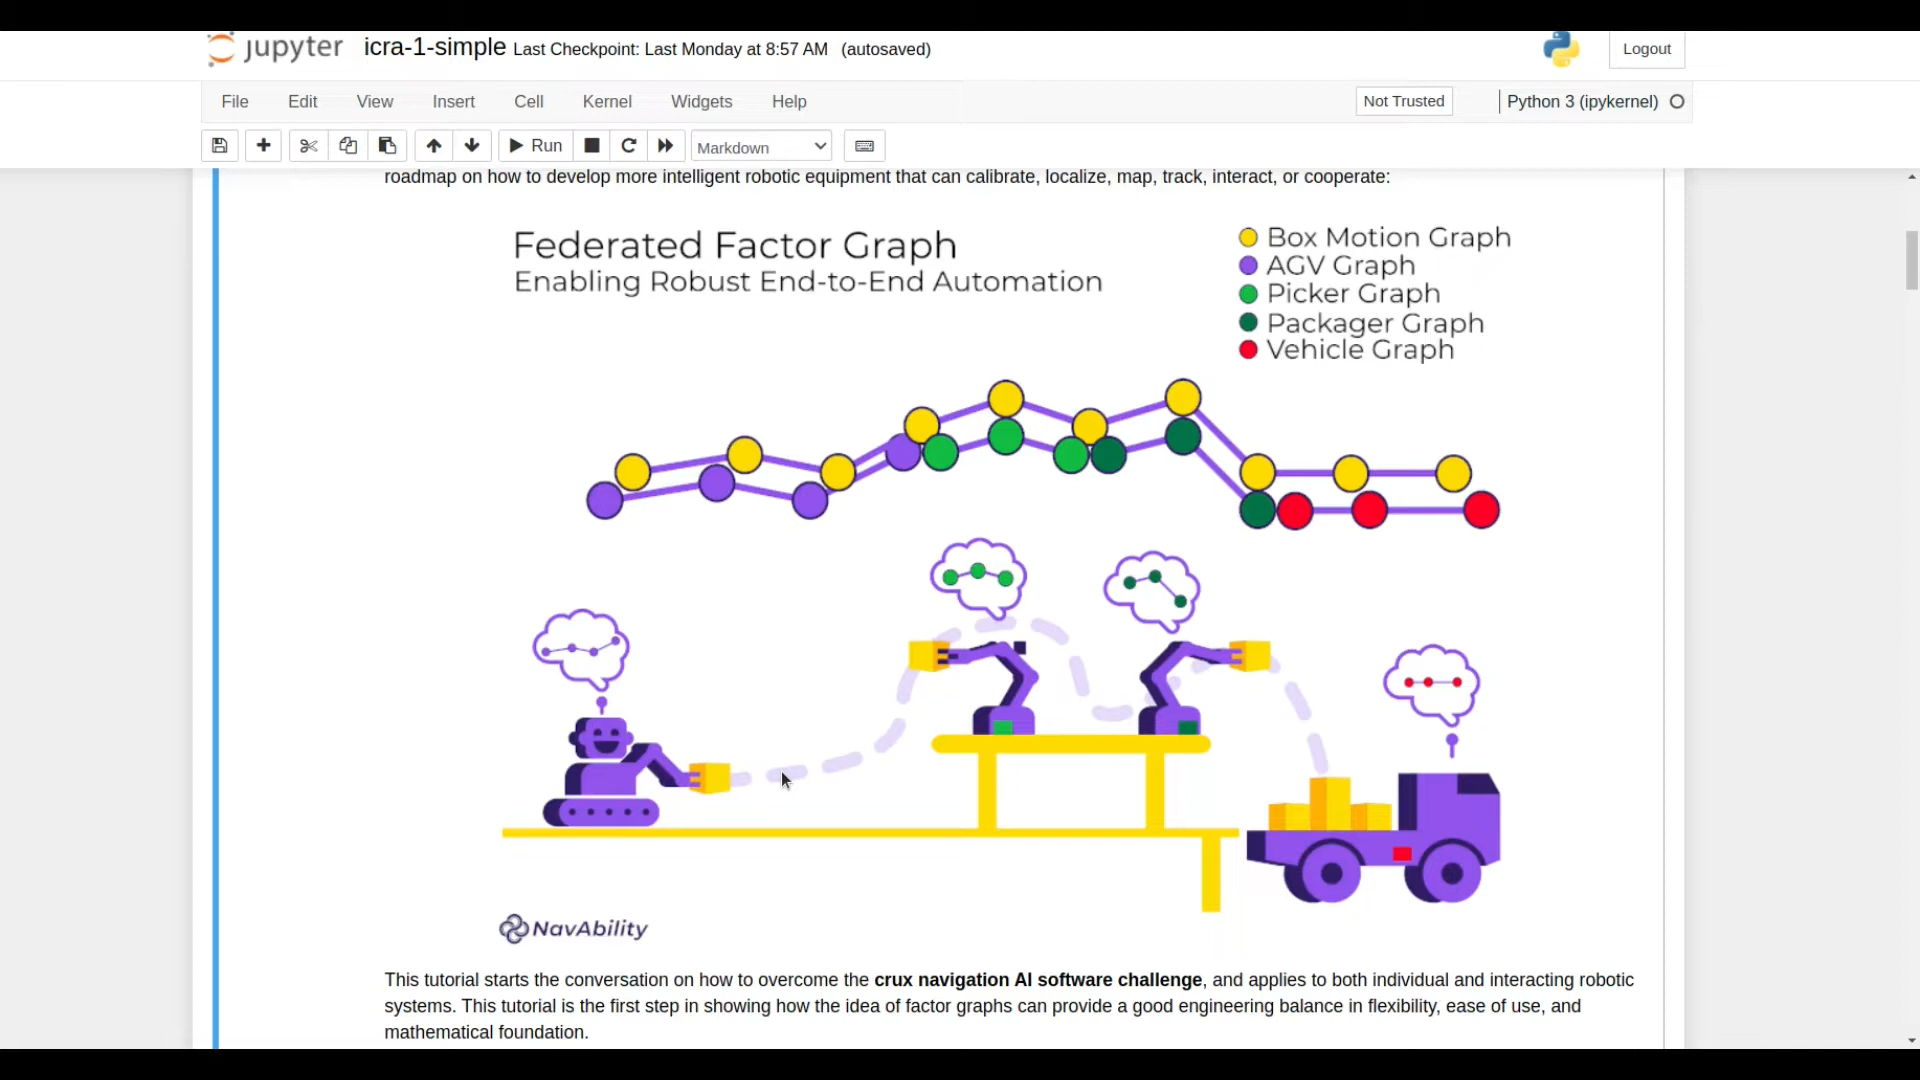 jupyter icra-1-simple Last Checkpoint: Last Monday at 8:57 AM (autosaved)
Logout
File Edit View Insert Cell Kernel Widgets Help
Not Trusted
Python 3 (ipykernel)
Run
Markdown
roadmap on how to develop more intelligent robotic equipment that can calibrate, localize, map, track, interact, or cooperate:
Federated Factor Graph
Enabling Robust End-to-End Automation
Box Motion Graph
AGV Graph
Picker Graph
Packager Graph
Vehicle Graph
NavAbility
This tutorial starts the conversation on how to overcome the crux navigation AI software challenge, and applies to both individual and interacting robotic
systems. This tutorial is the first step in showing how the idea of factor graphs can provide a good engineering balance in flexibility, ease of use, and
mathematical foundation.